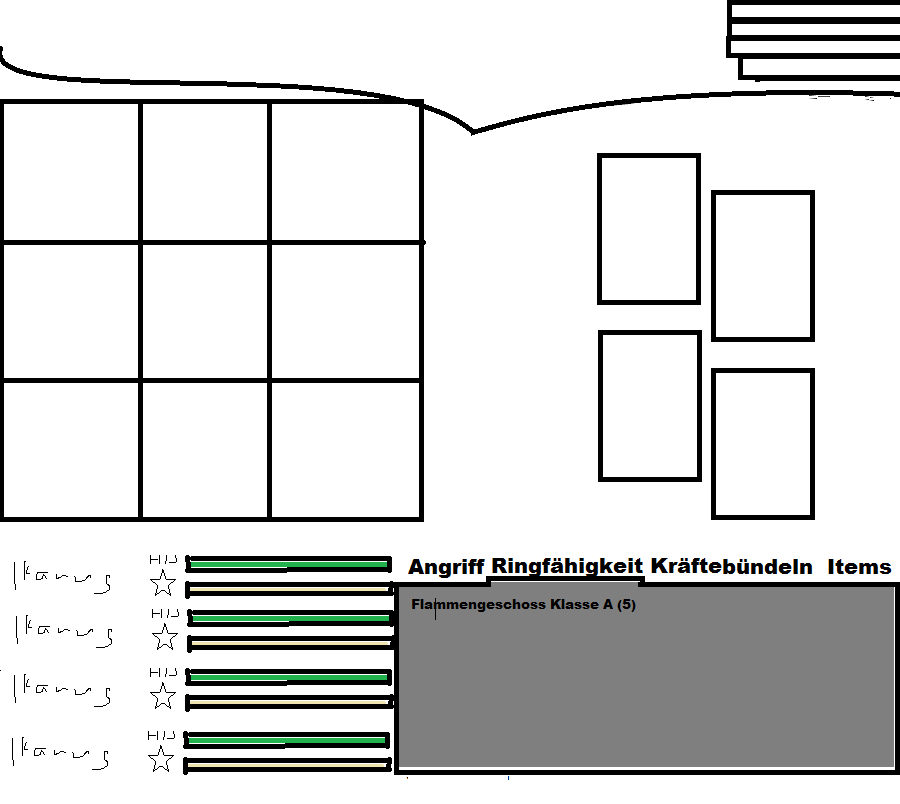 Angriff Ringfähigkeit Kräftebündeln Items
Flammengeschoss Klasse A (5)
Ikarus HP
Ikarus HP
Ikarus HP
Ikarus HP